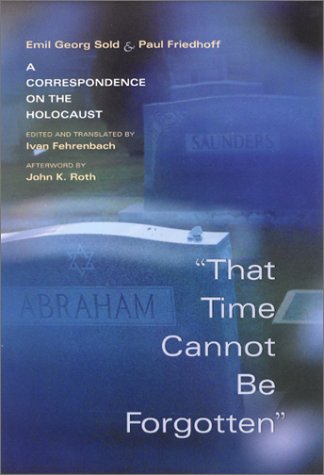 Emil Georg Sold & Paul Friedhoff
A
CORRESPONDENCE
ON THE
HOLOCAUST
EDITED AND TRANSLATED BY
Ivan Fehrenbach
AFTERWORD BY
John K. Roth
SAUNDERS
ABRAHAM
“That
Time
Cannot
Be
Forgotten”